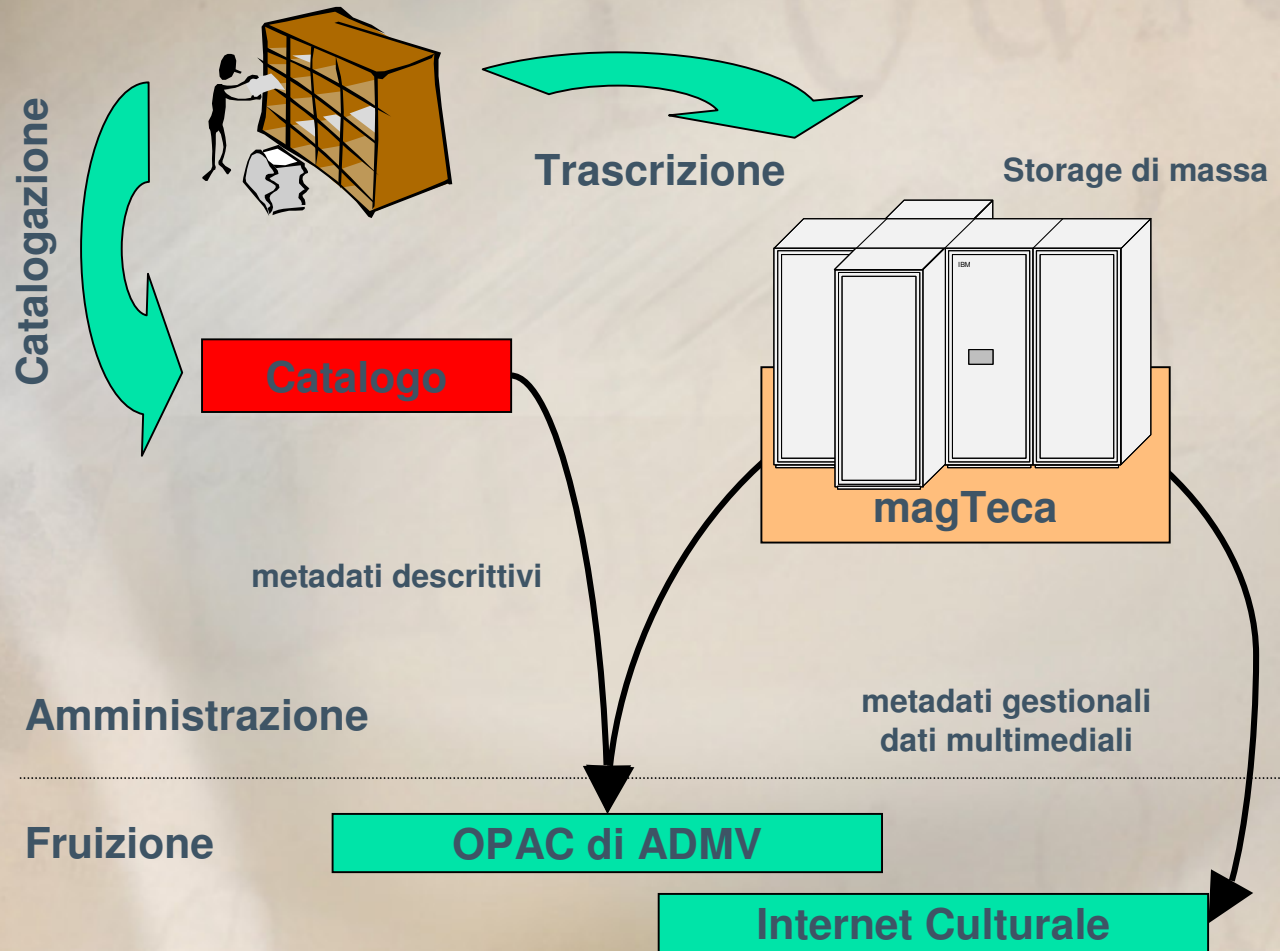 Catalogazione
Trascrizione
Storage di massa
IBM
Catalogo
magTeca
metadati descrittivi
Amministrazione
metadati gestionali
dati multimediali
Fruizione
OPAC di ADMV
Internet Culturale